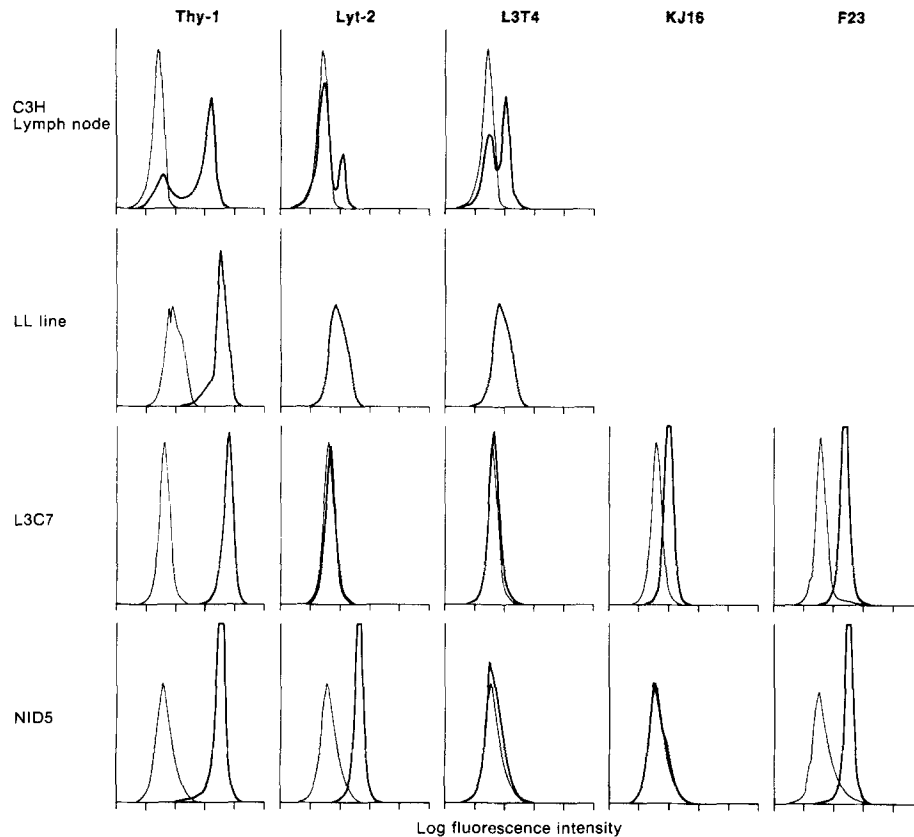 Thy-1 Lyt-2 L3T4 KJ16 F23
C3H
Lymph node
LL line
L3C7
NID5
Log fluorescence intensity